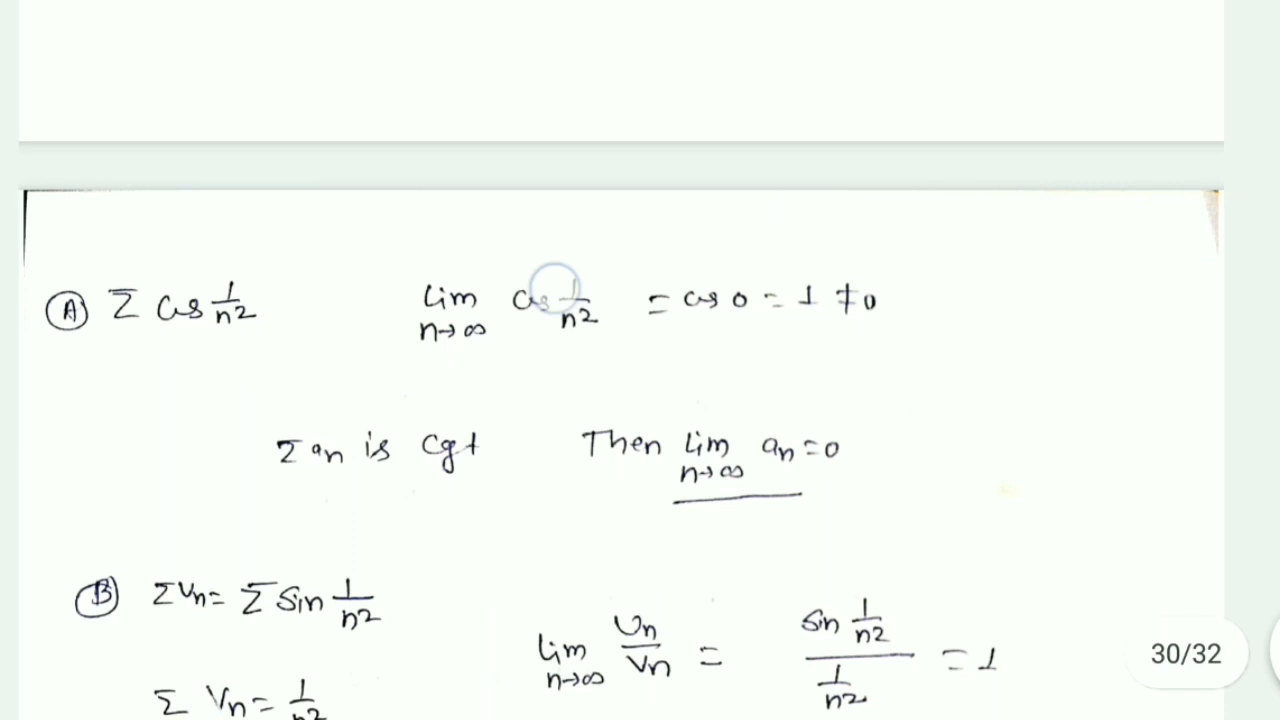 (A) Σ cos 1/n2 lim n→∞ cos 1/n2 = cos 0 = 1 ≠ 0
Σ an is cgt Then lim n→∞ an = 0
(B) Σ Un = Σ Sin 1/n2
lim n→∞ Un/Vn = sin 1/n2 / 1/n2 = 1
Σ Vn = 1/n2
30/32